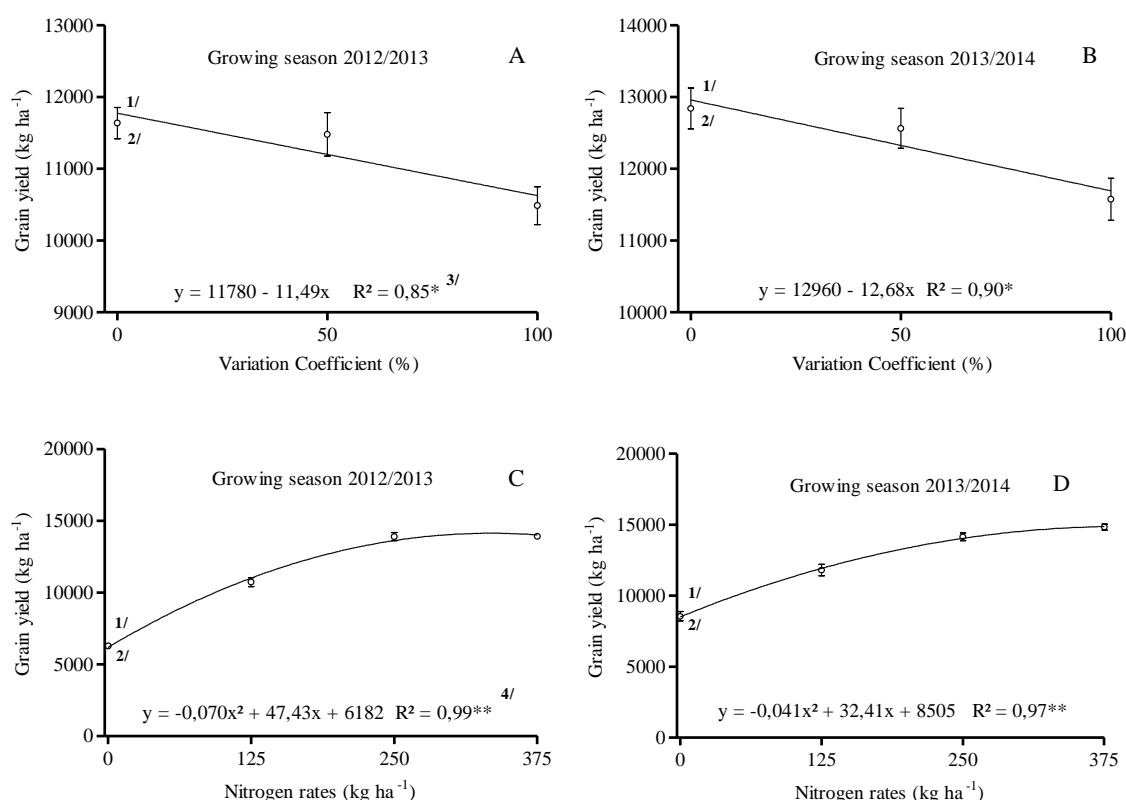 13000
12000
11000
10000
9000
Grain yield (kg ha⁻¹)
Growing season 2012/2013
A
1/
2/
y = 11780 - 11,49x R² = 0,85* 3/
0 50 100
Variation Coefficient (%)
14000
13000
12000
11000
10000
Grain yield (kg ha⁻¹)
Growing season 2013/2014
B
1/
2/
y = 12960 - 12,68x R² = 0,90*
0 50 100
Variation Coefficient (%)
20000
15000
10000
5000
0
Grain yield (kg ha⁻¹)
Growing season 2012/2013
C
1/
2/
4/
y = -0,070x² + 47,43x + 6182 R² = 0,99**
0 125 250 375
Nitrogen rates (kg ha⁻¹)
20000
15000
10000
5000
0
Grain yield (kg ha⁻¹)
Growing season 2013/2014
D
1/
2/
y = -0,041x² + 32,41x + 8505 R² = 0,97**
0 125 250 375
Nitrogen rates (kg ha⁻¹)